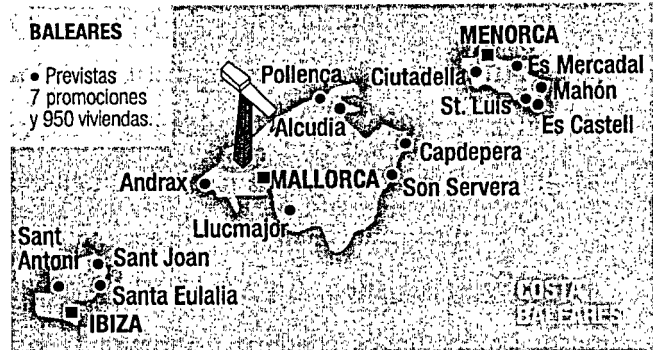 BALEARES
• Previstas
7 promociones
y 950 viviendas.
MENORCA
Pollença
Ciutadella
Es Mercadal
Mahón
St. Luis
Es Castell
Alcudia
Capdepera
Andrax
MALLORCA
Son Servera
Llucmajor
Sant
Antoni
Sant Joan
Santa Eulalia
IBIZA
COSTA
BALEARES